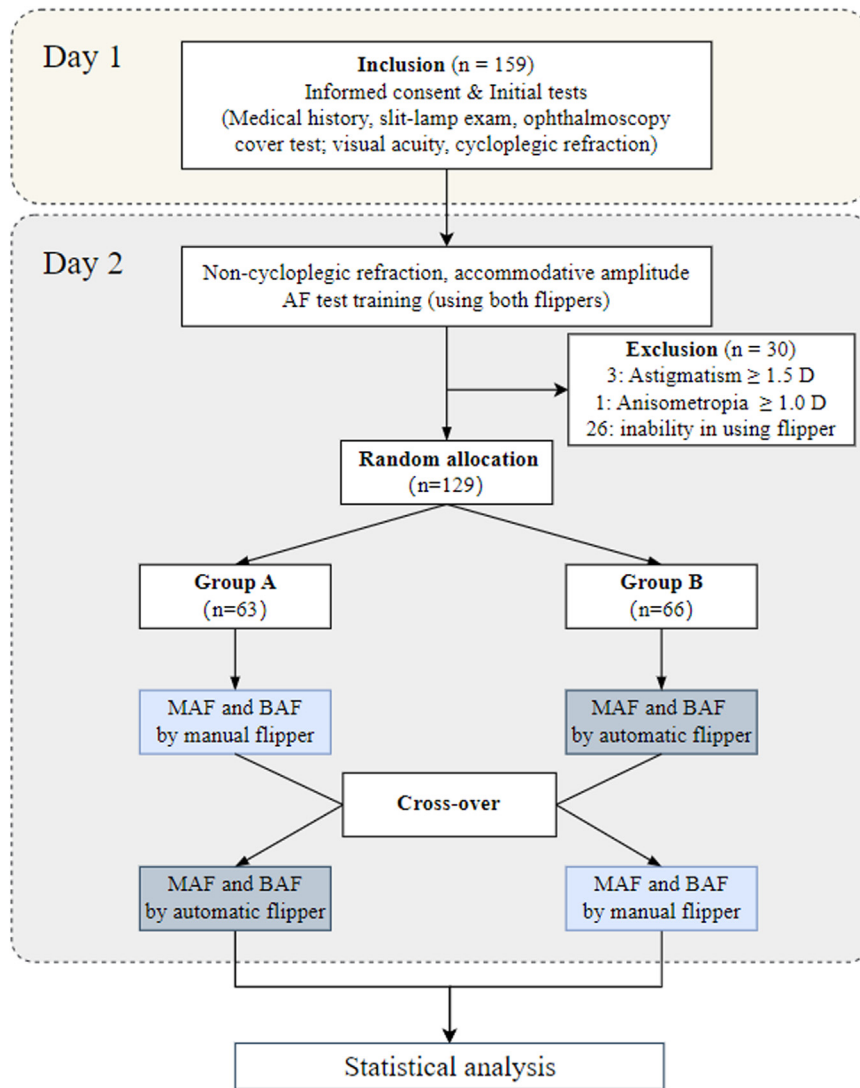 Day 1
Inclusion (n = 159)
Informed consent & Initial tests
(Medical history, slit-lamp exam, ophthalmoscopy
cover test; visual acuity, cycloplegic refraction)
Day 2
Non-cycloplegic refraction, accommodative amplitude
AF test training (using both flippers)
Exclusion (n = 30)
3: Astigmatism ≥ 1.5 D
1: Anisometropia ≥ 1.0 D
26: inability in using flipper
Random allocation
(n=129)
Group A
(n=63)
Group B
(n=66)
MAF and BAF
by manual flipper
MAF and BAF
by automatic flipper
Cross-over
MAF and BAF
by automatic flipper
MAF and BAF
by manual flipper
Statistical analysis